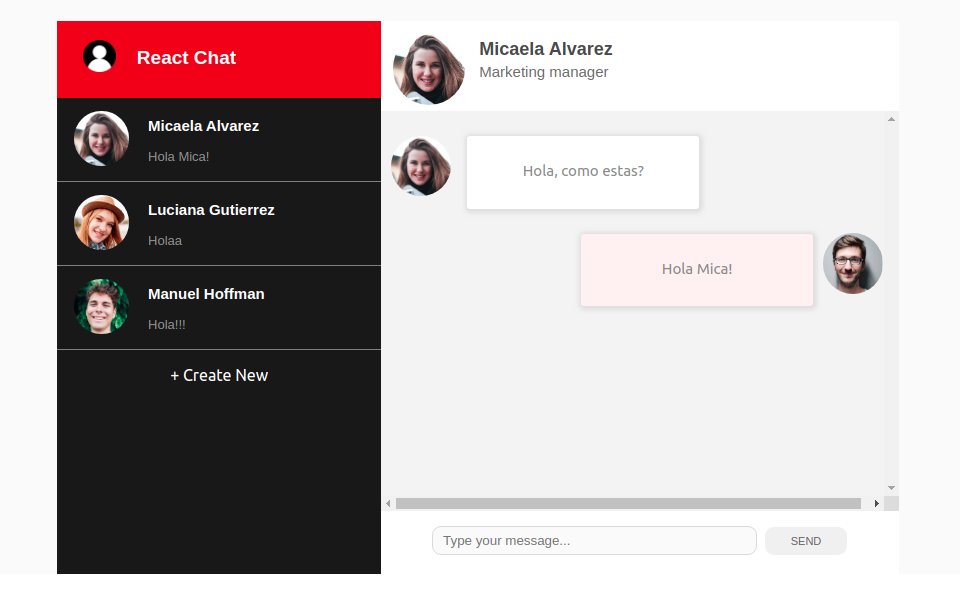 React Chat
Micaela Alvarez
Hola Mica!
Luciana Gutierrez
Holaa
Manuel Hoffman
Hola!!!
+ Create New
Micaela Alvarez
Marketing manager
Hola, como estas?
Hola Mica!
Type your message...
SEND